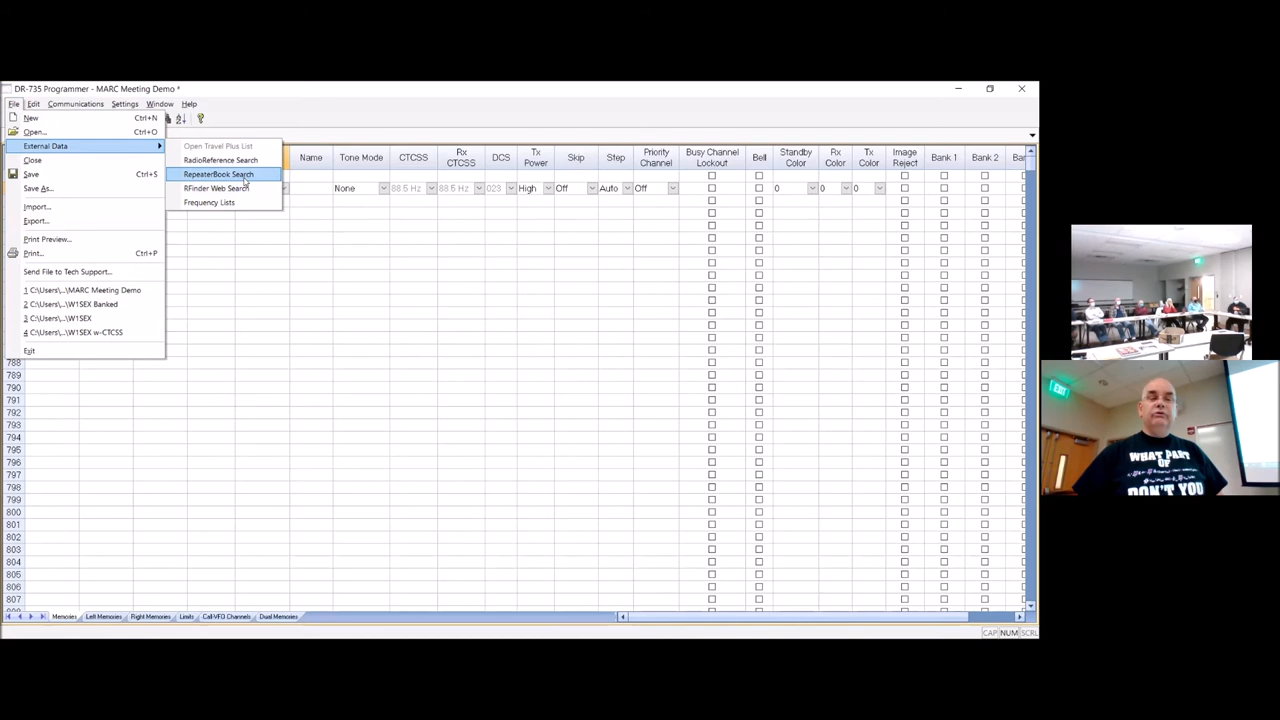 DR-735 Programmer - MARC Meeting Demo *
File Edit Communications Settings Window Help
New Ctrl+N
Open...
Ctrl+O
External Data
Close
Save Ctrl+S
Save As...
Import...
Export...
Print Preview...
Print... Ctrl+P
Send File to Tech Support...
1 C:\Users\...\MARC Meeting Demo
2 C:\Users\...\W1SEX Banked
3 C:\Users\...\W1SEX
4 C:\Users\...\W1SEX w-CTCSS
Exit
Open Travel Plus List
RadioReference Search
RepeaterBook Search
RFinder Web Search
Frequency Lists
Name Tone Mode CTCSS Rx CTCSS DCS Tx Power Skip Step Priority Channel Busy Channel Lockout Bell Standby Color Rx Color Tx Color Image Reject Bank 1 Bank 2
None 88.5 Hz 88.5 Hz 023 High Off Auto Off 0 0 0
788
789
790
791
792
793
794
795
796
797
798
799
800
801
802
803
804
805
806
807
Memories Left Memories Right Memories Limits Call-VFO Channels Dual Memories
CAP NUM SCRL
EXIT
WHAT PART
OF
DON'T YOU